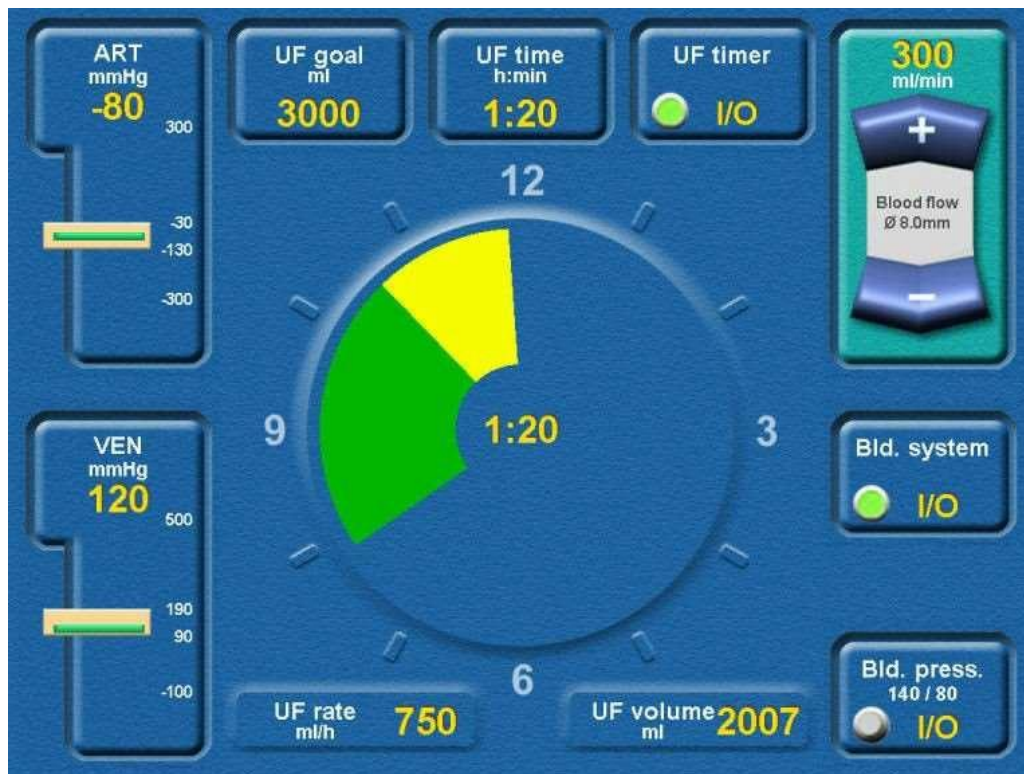 ART
mmHg
-80
300
-30
-130
-300
UF goal
ml
3000
UF time
h:min
1:20
UF timer
I/O
300
ml/min
+
Blood flow
Ø 8.0mm
−
12
9
3
6
1:20
VEN
mmHg
120
500
190
90
-100
Bld. system
I/O
UF rate
ml/h
750
UF volume
ml
2007
Bld. press.
140 / 80
I/O